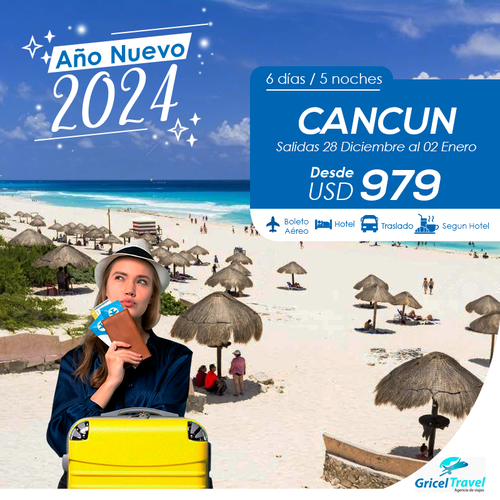 Año Nuevo
2024
6 días / 5 noches
CANCUN
Salidas 28 Diciembre al 02 Enero
Desde
USD 979
Boleto
Aéreo
Hotel
Traslado
Segun Hotel
Gricel Travel
Agencia de viajes